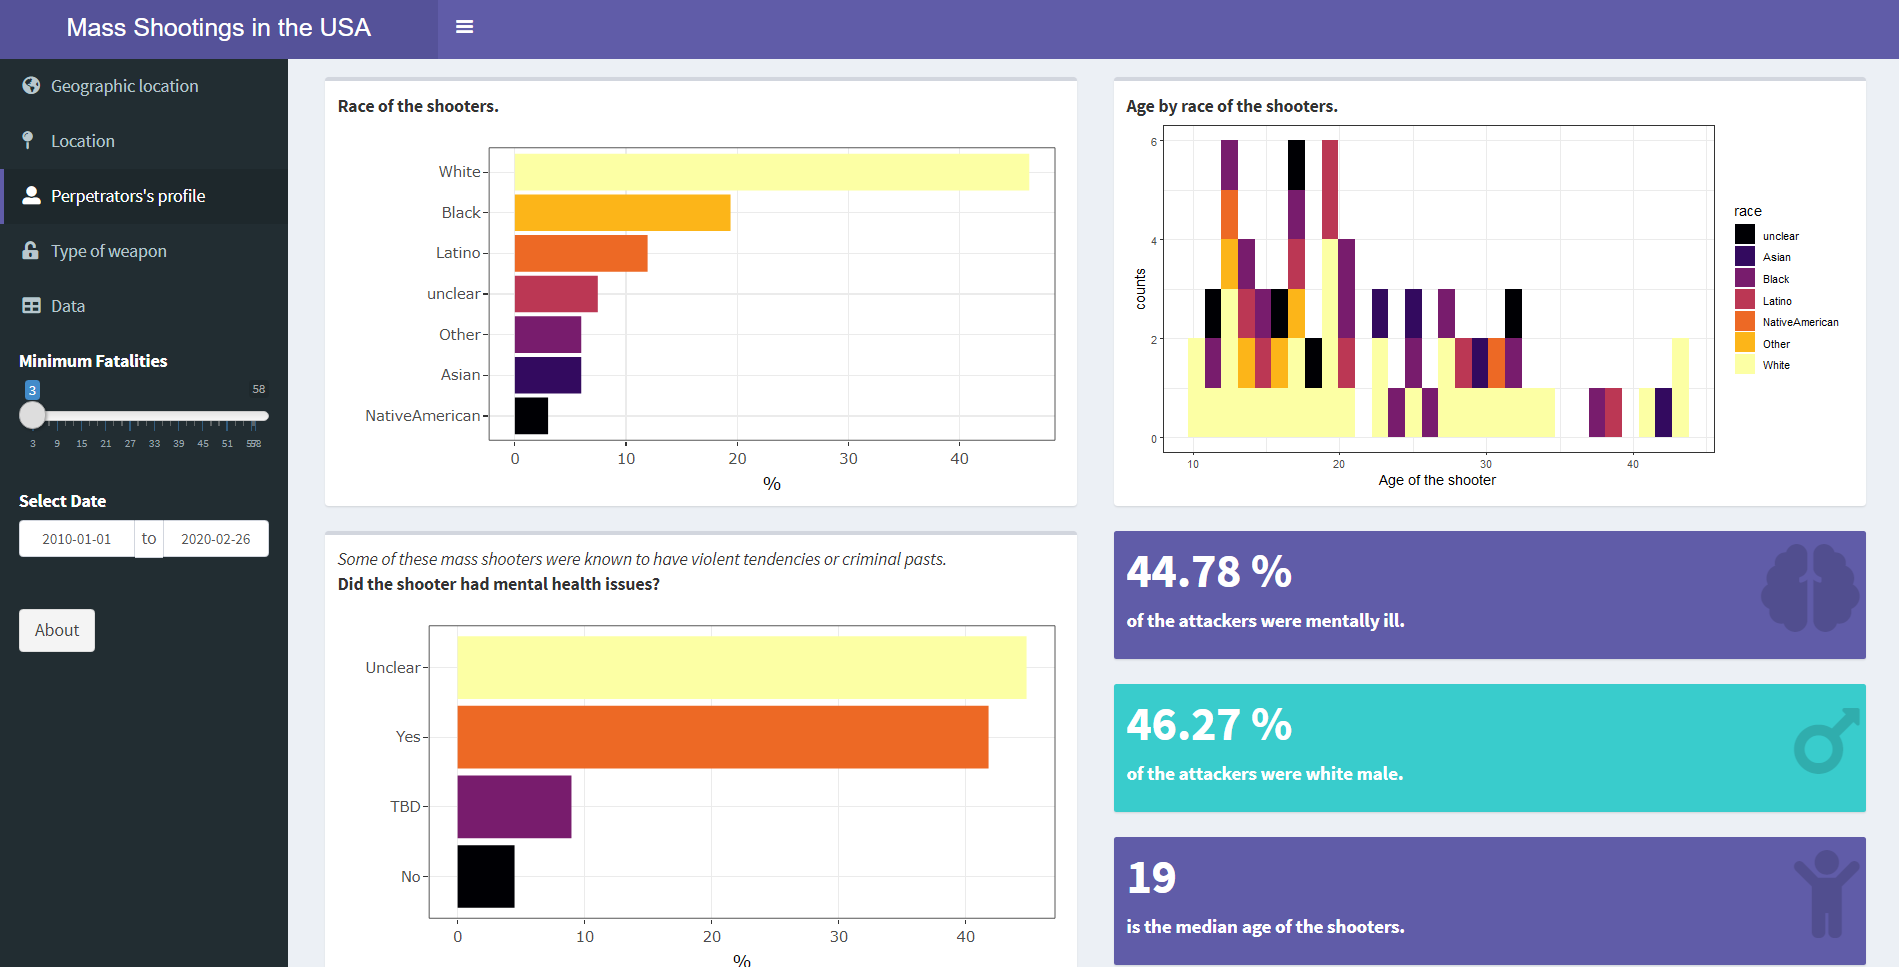 Mass Shootings in the USA
Geographic location
Location
Perpetrators's profile
Type of weapon
Data
Minimum Fatalities
3
58
3 9 15 21 27 33 39 45 51
Select Date
2010-01-01 to 2020-02-26
About
Race of the shooters.
White
Black
Latino
unclear
Other
Asian
NativeAmerican
0 10 20 30 40
%
Age by race of the shooters.
counts
6
4
2
0
10 20 30 40
Age of the shooter
race
unclear
Asian
Black
Latino
NativeAmerican
Other
White
Some of these mass shooters were known to have violent tendencies or criminal pasts.
Did the shooter had mental health issues?
Unclear
Yes
TBD
No
0 10 20 30 40
%
44.78 %
of the attackers were mentally ill.
46.27 %
of the attackers were white male.
19
is the median age of the shooters.